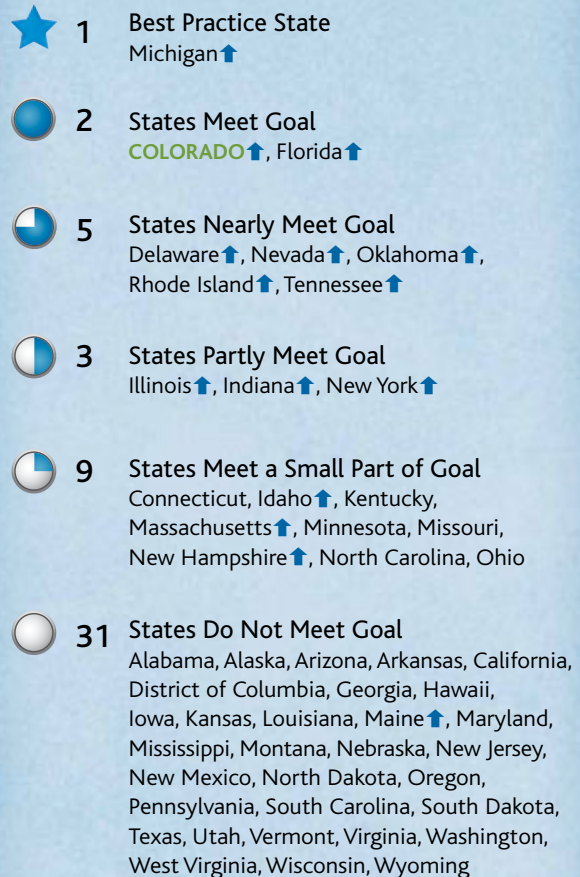 1 Best Practice State
Michigan⬆
2 States Meet Goal
COLORADO⬆, Florida⬆
5 States Nearly Meet Goal
Delaware⬆, Nevada⬆, Oklahoma⬆,
Rhode Island⬆, Tennessee⬆
3 States Partly Meet Goal
Illinois⬆, Indiana⬆, New York⬆
9 States Meet a Small Part of Goal
Connecticut, Idaho⬆, Kentucky,
Massachusetts⬆, Minnesota, Missouri,
New Hampshire⬆, North Carolina, Ohio
31 States Do Not Meet Goal
Alabama, Alaska, Arizona, Arkansas, California,
District of Columbia, Georgia, Hawaii,
Iowa, Kansas, Louisiana, Maine⬆, Maryland,
Mississippi, Montana, Nebraska, New Jersey,
New Mexico, North Dakota, Oregon,
Pennsylvania, South Carolina, South Dakota,
Texas, Utah, Vermont, Virginia, Washington,
West Virginia, Wisconsin, Wyoming